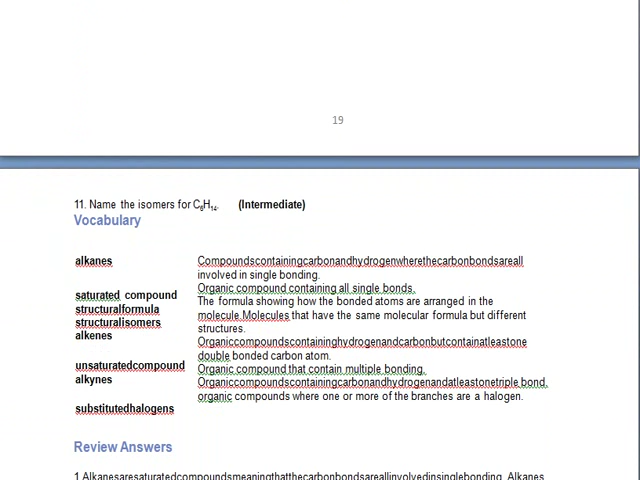 19
11. Name the isomers for C6H14. (Intermediate)
Vocabulary
alkanes Compoundscontainingcarbonandhydrogenwherethecarbonbondsareall
involved in single bonding.
Organic compound containing all single bonds.
saturated compound
The formula showing how the bonded atoms are arranged in the
structuralformula
molecule.Molecules that have the same molecular formula but different
structuralisomers
structures.
alkenes
Organiccompoundscontaininghydrogenandcarbonbutcontainatleastone
double bonded carbon atom.
unsaturatedcompound
Organic compound that contain multiple bonding.
alkynes
Organiccompoundscontainingcarbonandhydrogenandatleastonetriple bond.
organic compounds where one or more of the branches are a halogen.
substitutedhalogens
Review Answers
1.Alkanesaresaturatedcompoundsmeaningthatthecarbonbondsareallinvolvedinsinglebonding. Alkanes